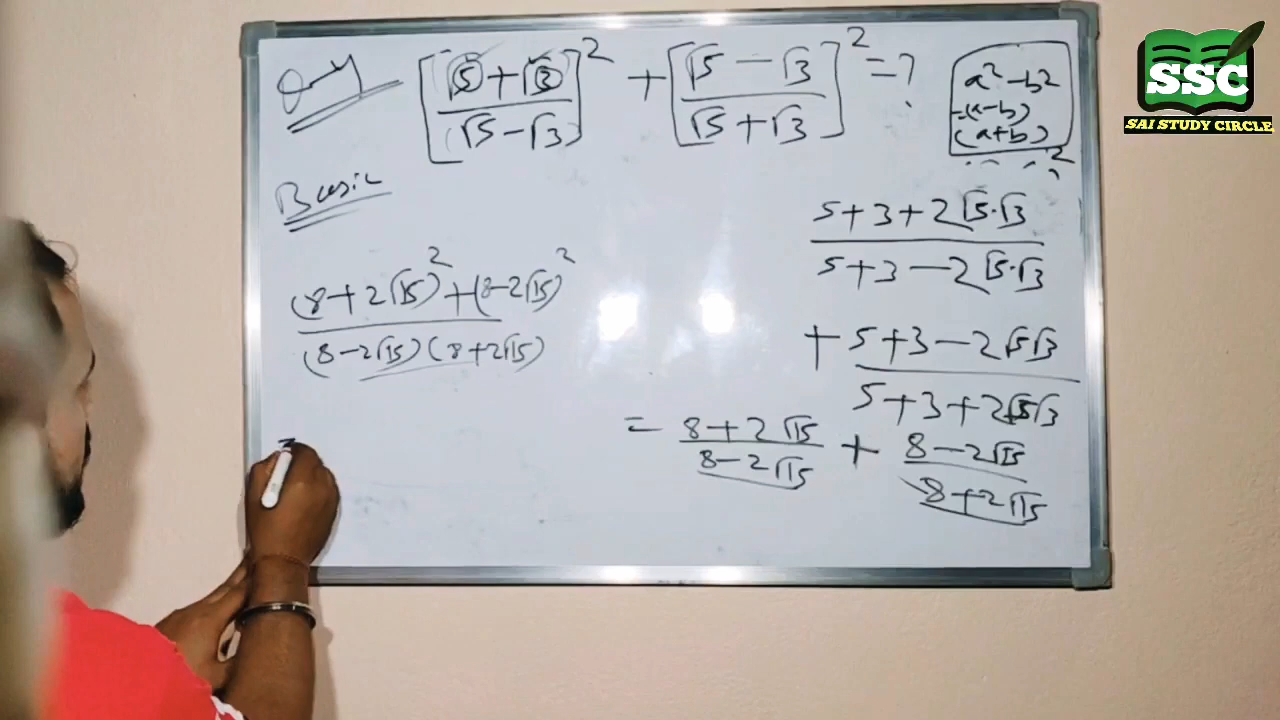 [√5 + √3 / √5 − √3]² + [√5 − √3 / √5 + √3]² = ?
a² − b²
(a−b)
(a+b)
SSC
SAI STUDY CIRCLE
Basic
5+3+2√5·√3
5+3−2√5·√3
(8+2√15)² + (8−2√15)²
(8−2√15)(8+2√15)
+ 5+3−2√5√3
5+3+2√5√3
= 8+2√15 / 8−2√15 + 8−2√15 / 8+2√15